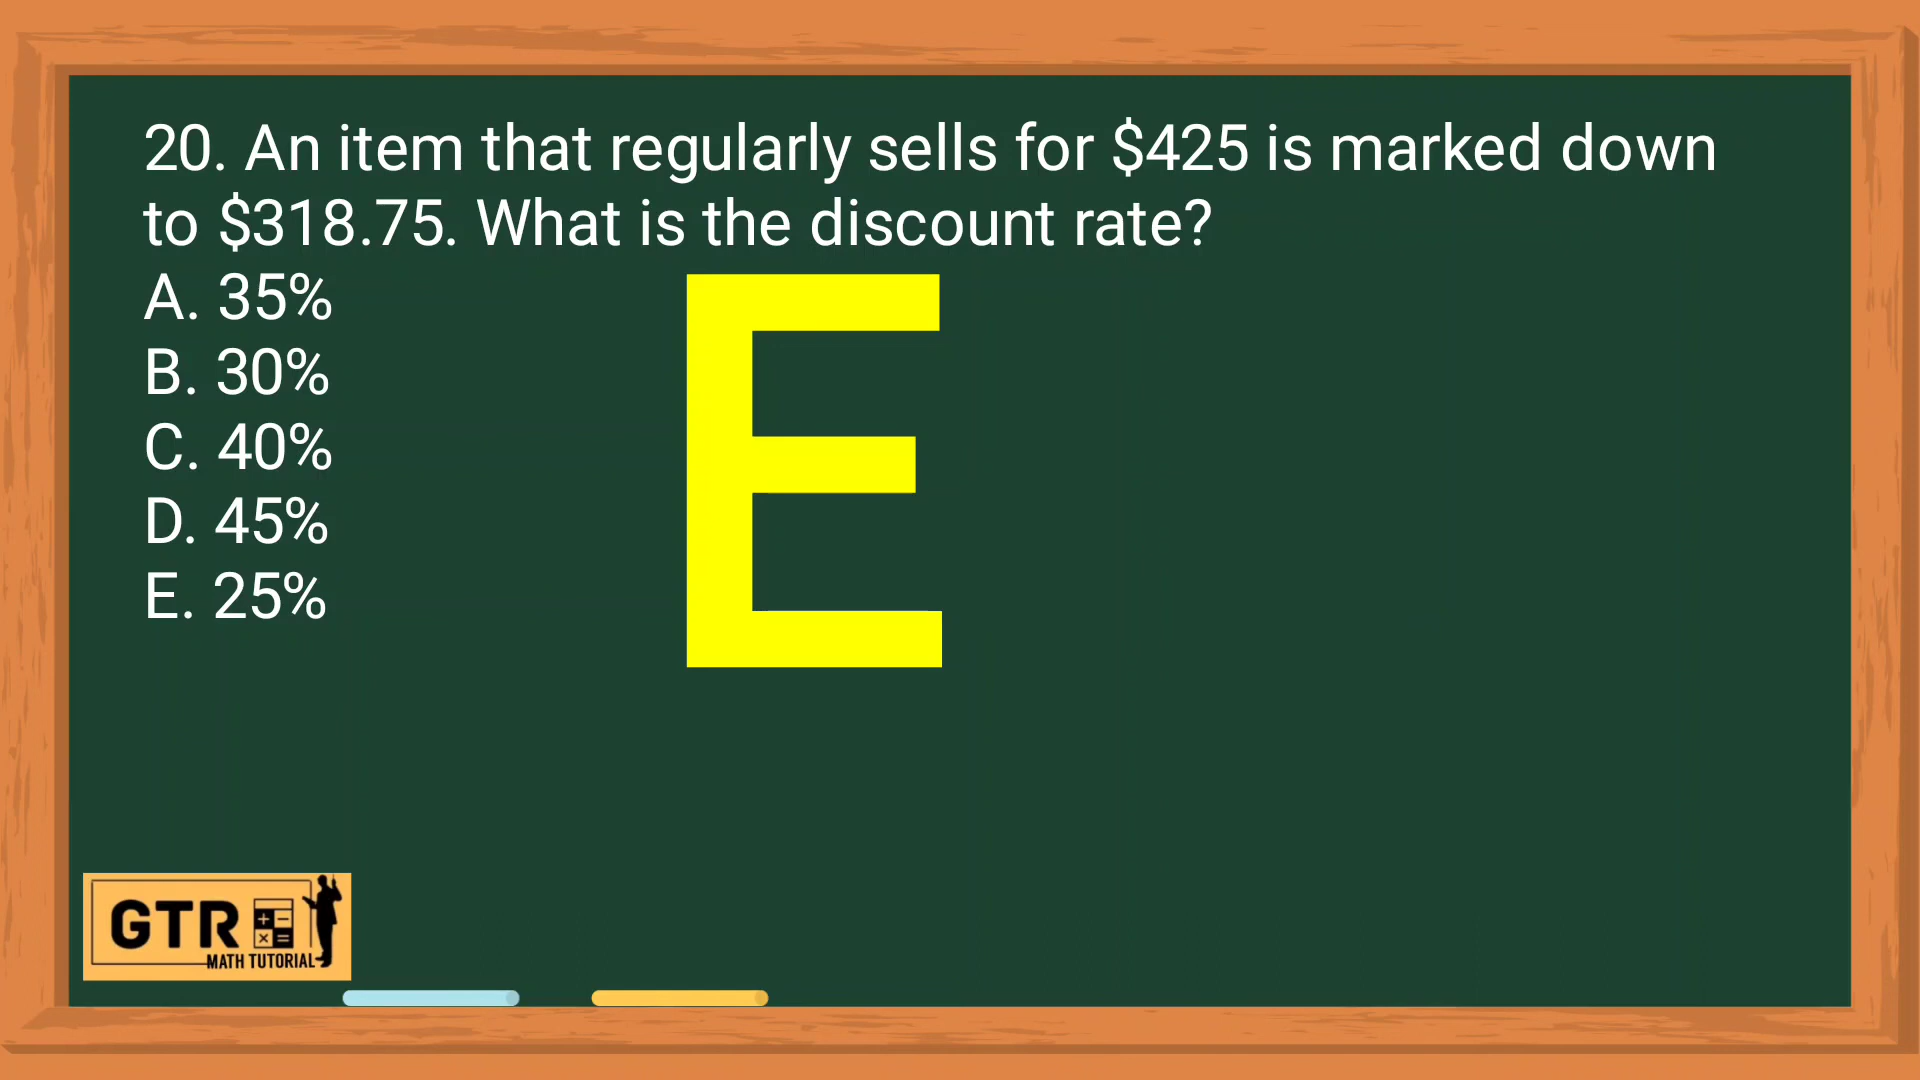 20. An item that regularly sells for $425 is marked down
to $318.75. What is the discount rate?
A. 35%
B. 30%
C. 40%
D. 45%
E. 25%
E
GTR
MATH TUTORIAL